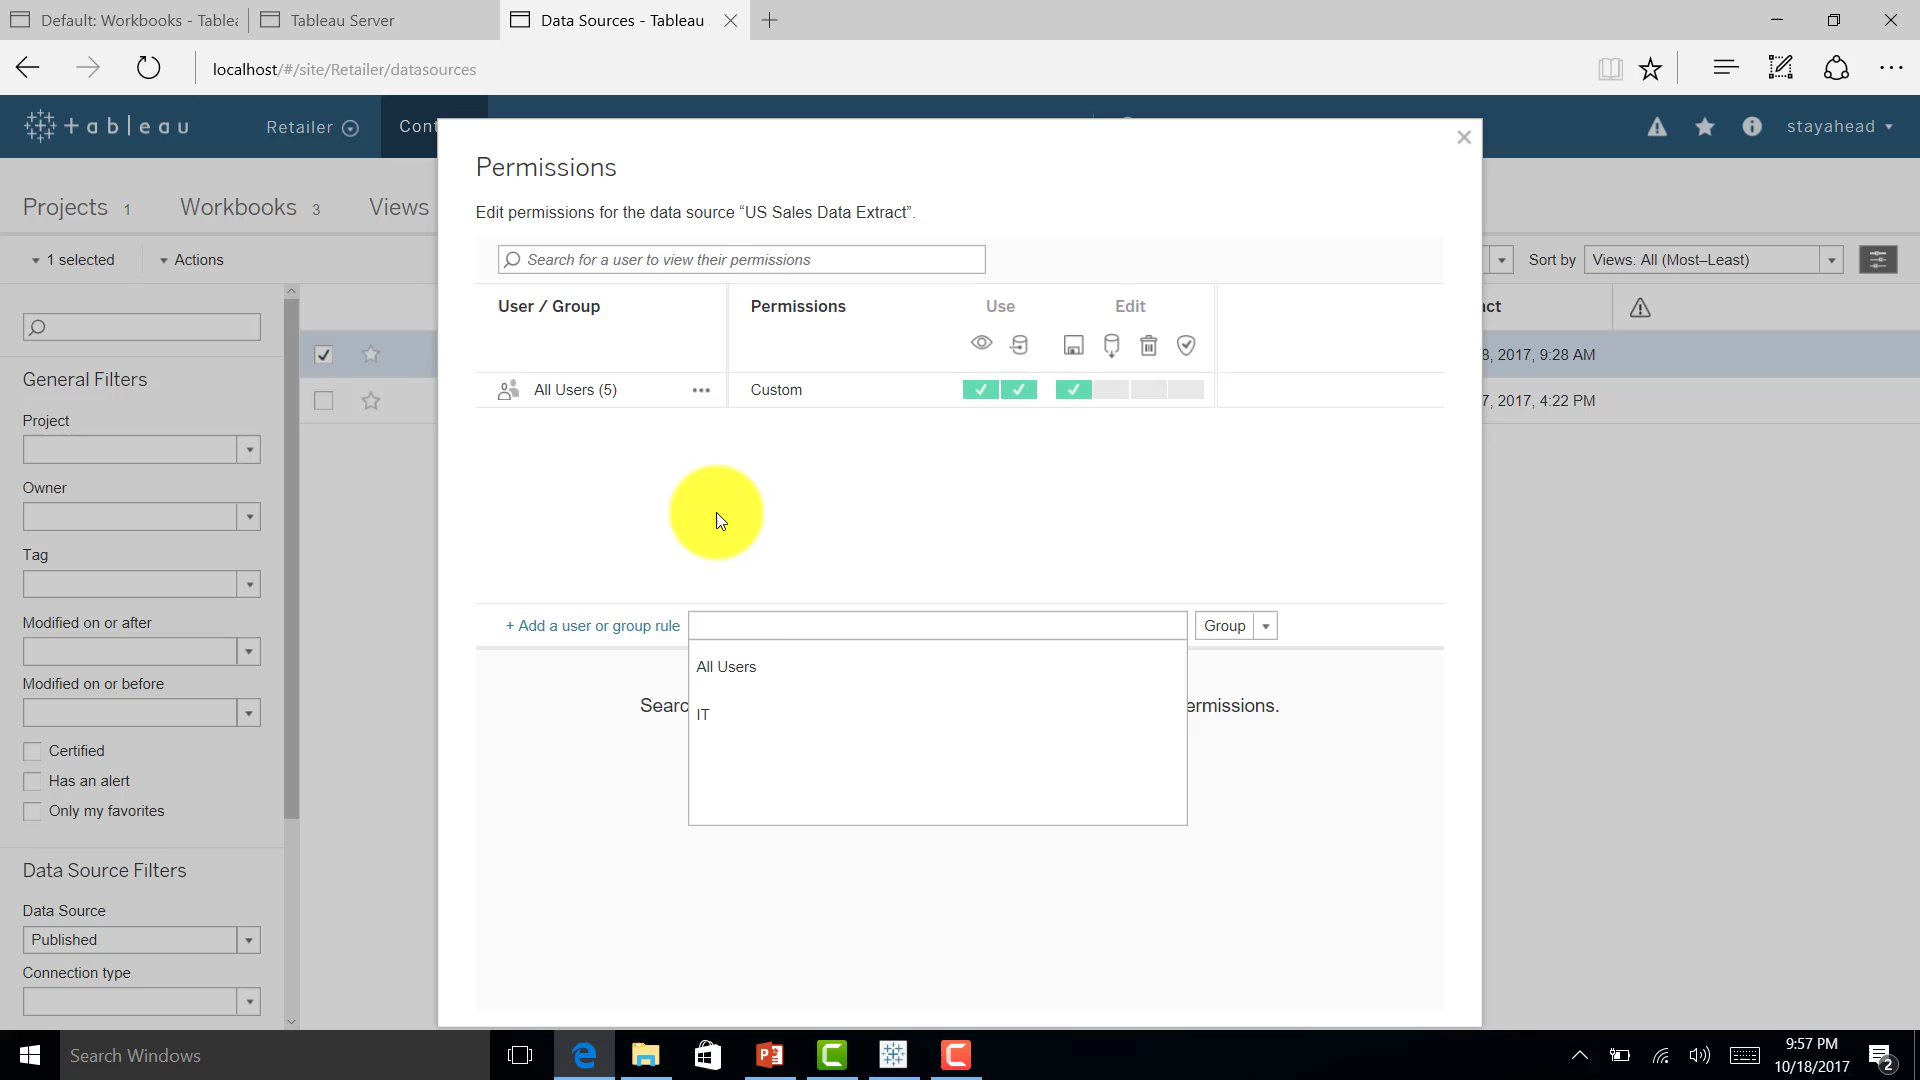 Default: Workbooks - Tablea
Tableau Server
Data Sources - Tableau
localhost/#/site/Retailer/datasources
+ a b | e a u
Retailer
Cont
stayahead
Permissions
Edit permissions for the data source “US Sales Data Extract”.
Projects 1
Workbooks 3
Views
1 selected
Actions
Search for a user to view their permissions
Sort by
Views: All (Most–Least)
User / Group
Permissions
Use
Edit
ct
General Filters
8, 2017, 9:28 AM
All Users (5)
Custom
7, 2017, 4:22 PM
Project
Owner
Tag
Modified on or after
+ Add a user or group rule
Group
All Users
Modified on or before
Searc
ermissions.
IT
Certified
Has an alert
Only my favorites
Data Source Filters
Data Source
Published
Connection type
Search Windows
9:57 PM
10/18/2017
2